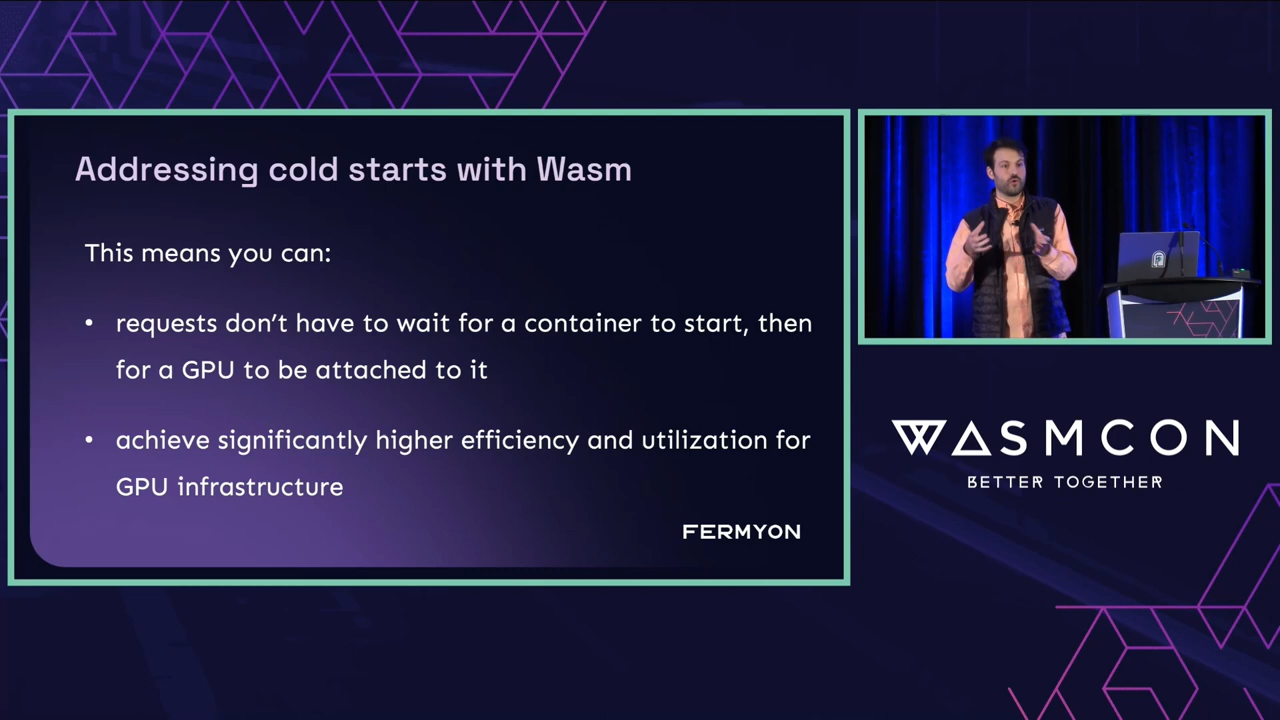 Addressing cold starts with Wasm
This means you can:
• requests don’t have to wait for a container to start, then
for a GPU to be attached to it
• achieve significantly higher efficiency and utilization for
GPU infrastructure
FERMYON
WASMCON
BETTER TOGETHER